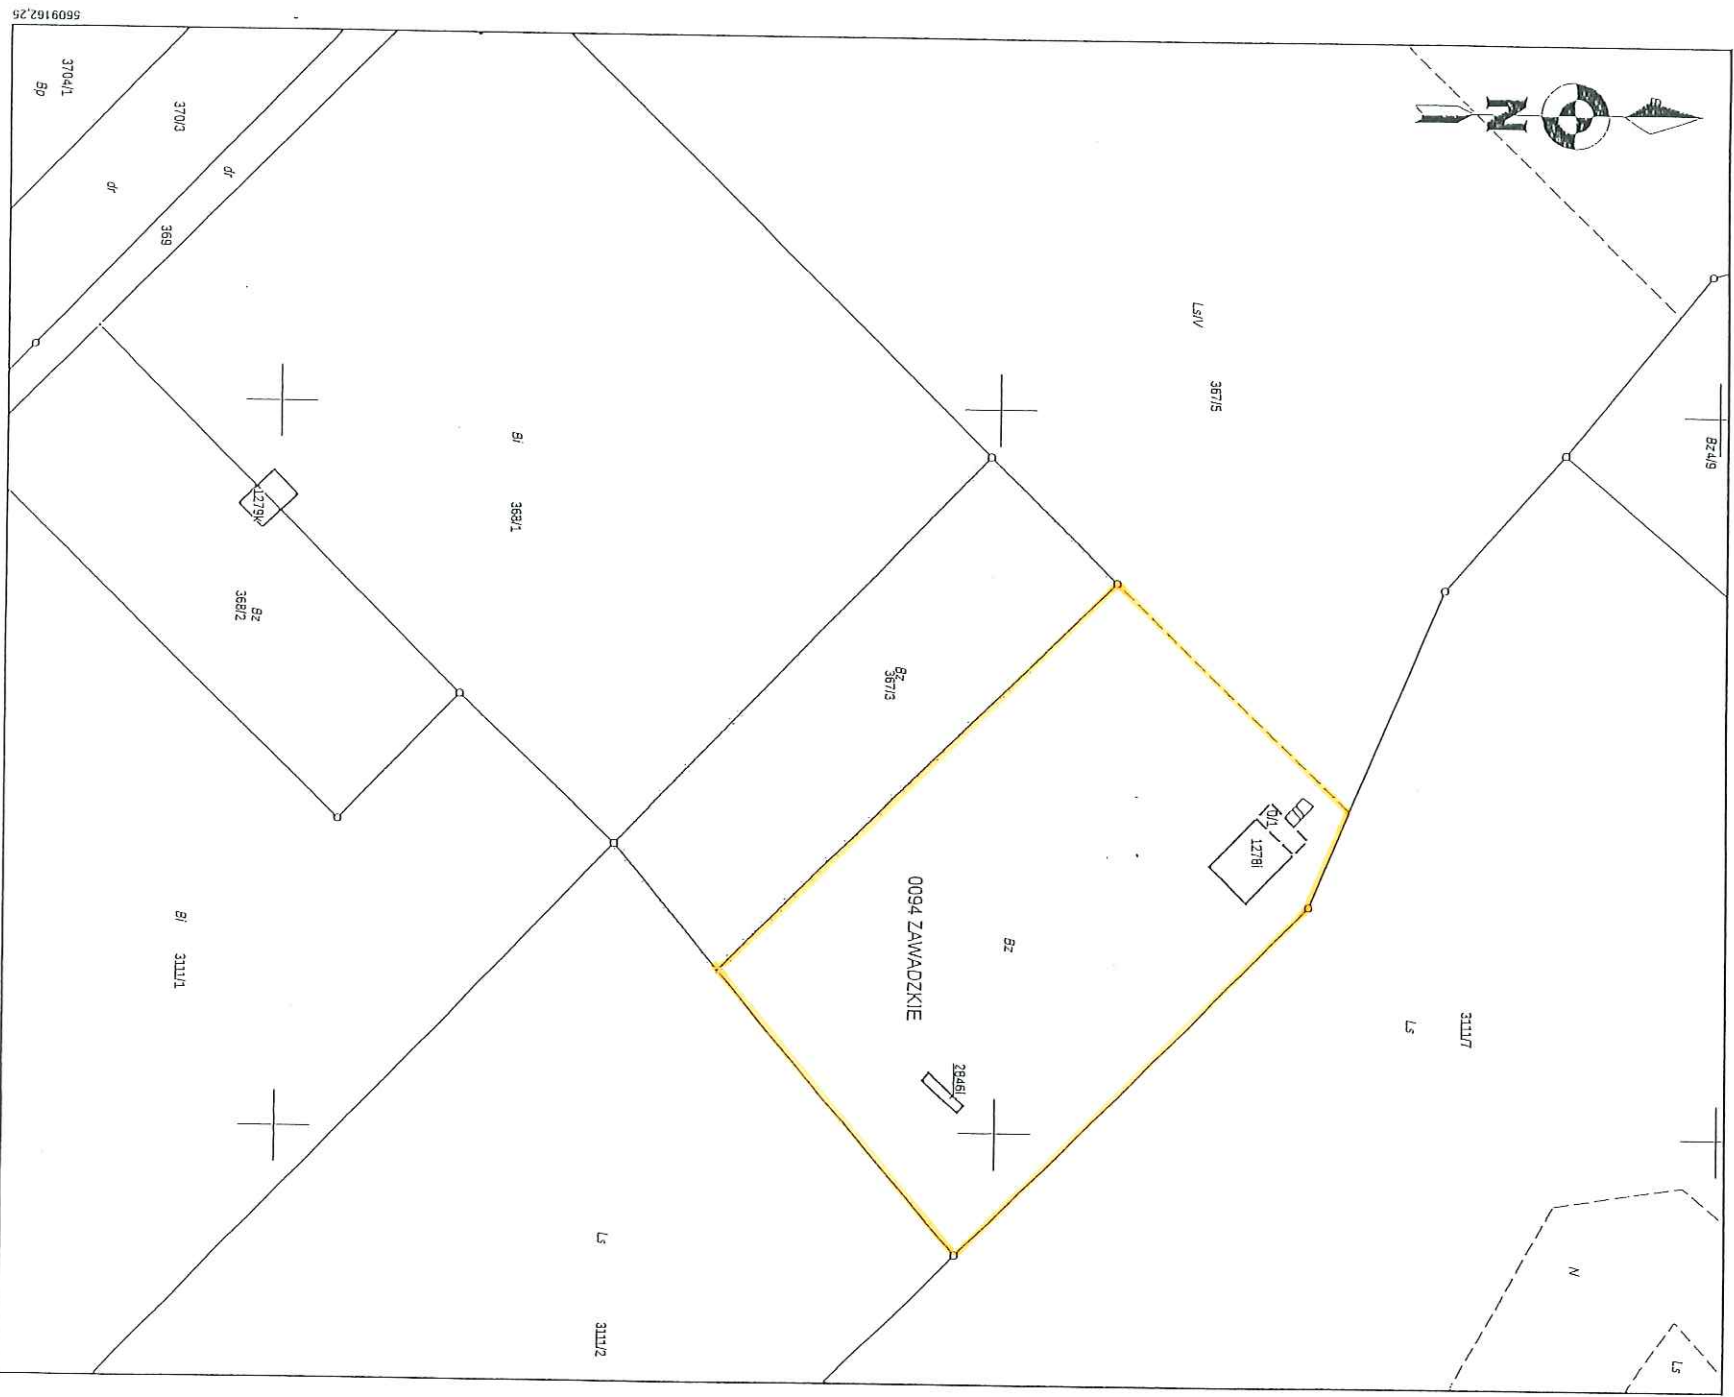 5609162,25
3704/1
Bp
370/3
dr
dr
369
N
LsIV
367/5
Bz4/9
Bi
368/1
1279k
Bz
368/2
Bz
367/3
0/1
1278i
0094 ZAWADZKIE
Bz
2846i
Bi
3111/1
Ls
3111/7
Ls
3111/2
N
Ls